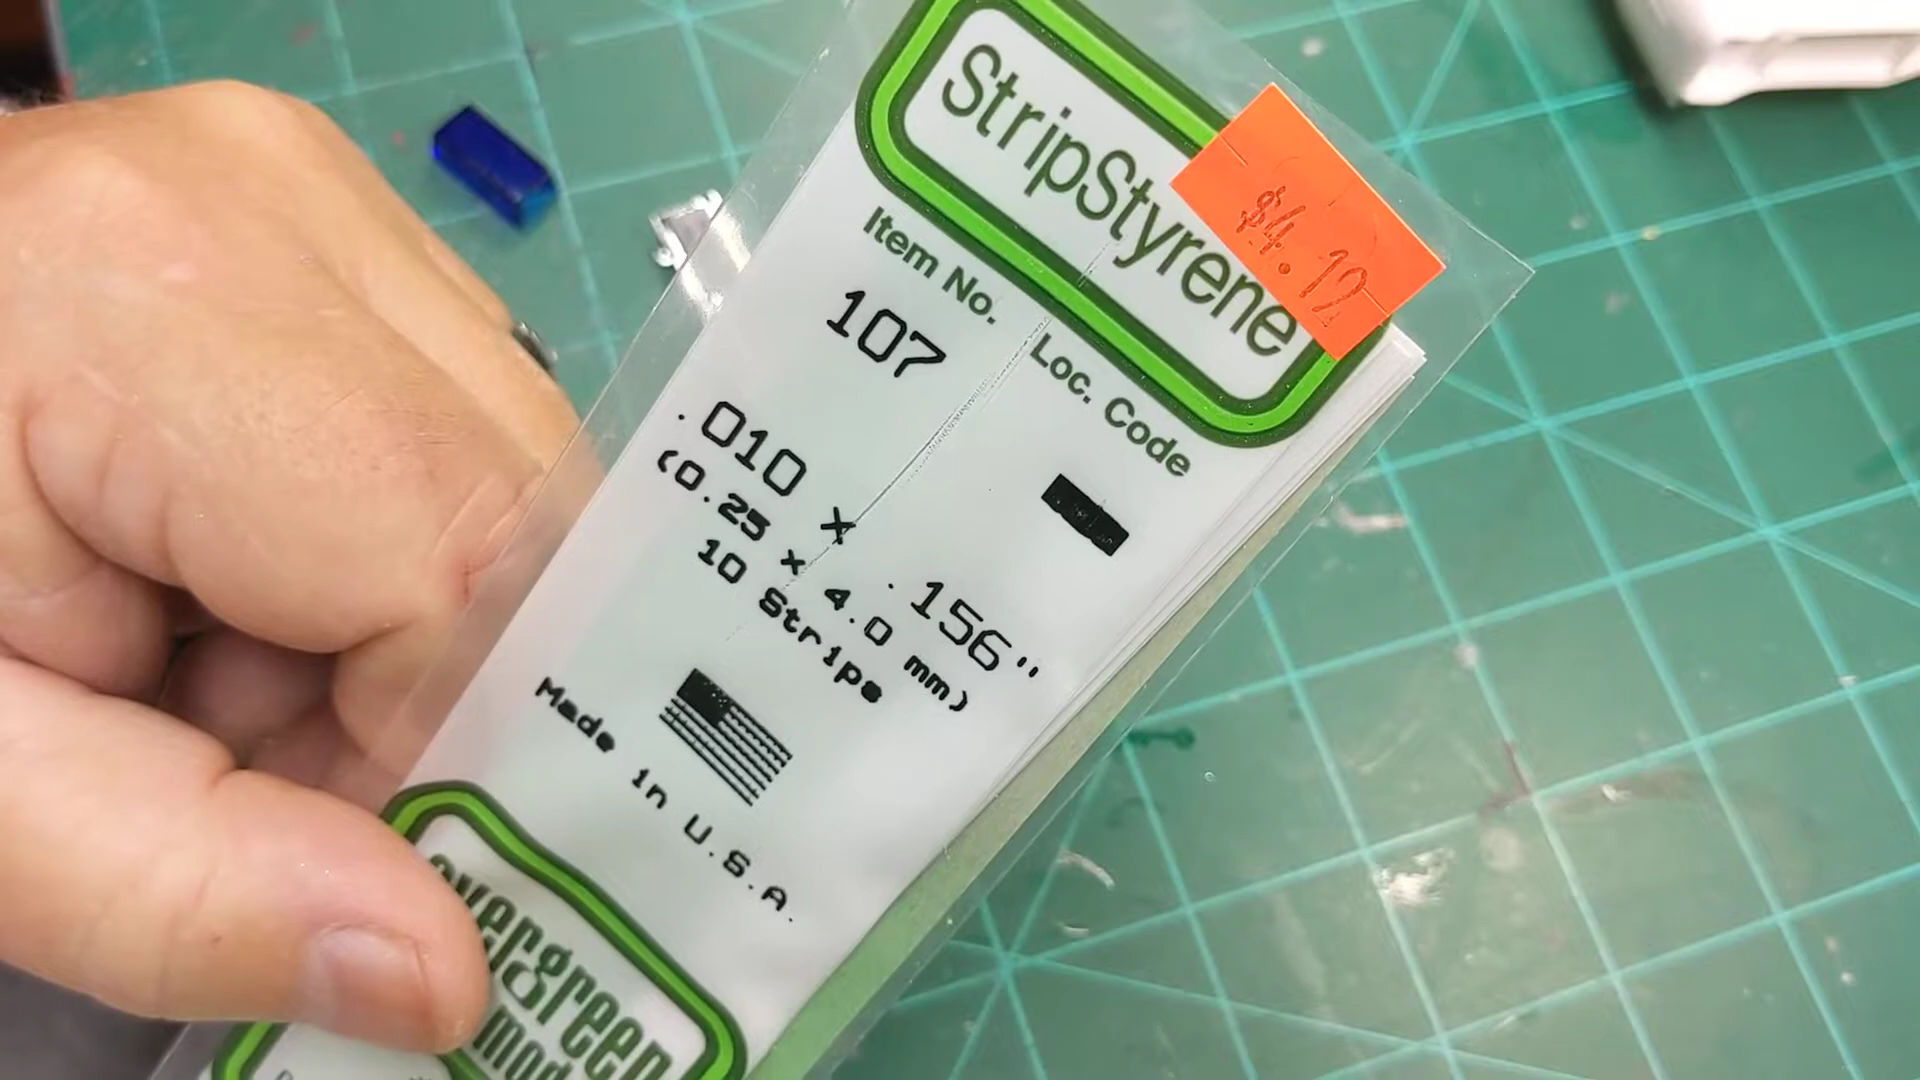 StripStyrene
$4.12
Item No.
Loc. Code
107
.010 x .156"
(0.25 x 4.0 mm)
10 Strips
Made in U.S.A.
evergreen